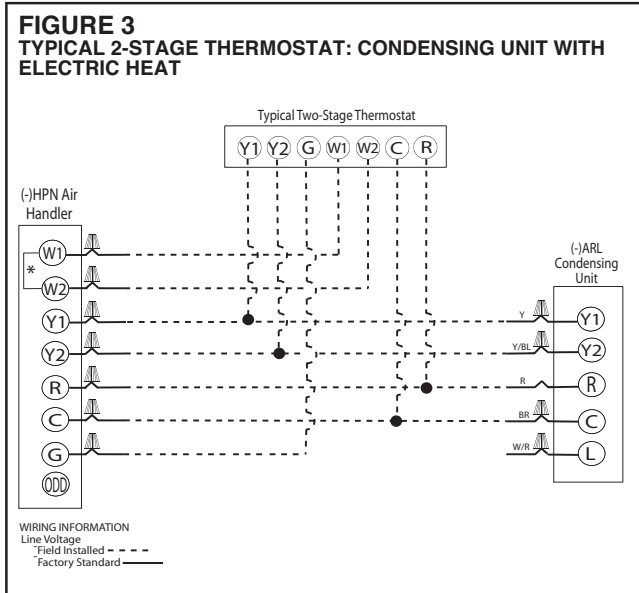 FIGURE 3
TYPICAL 2-STAGE THERMOSTAT: CONDENSING UNIT WITH
ELECTRIC HEAT
Typical Two-Stage Thermostat
Y1 Y2 G W1 W2 C R
(-)HPN Air
Handler
W1
*
W2
Y1
Y2
R
C
G
ODD
(-)ARL
Condensing
Unit
Y Y1
Y/BL Y2
R R
BR C
W/R L
WIRING INFORMATION
Line Voltage
-Field Installed
-Factory Standard